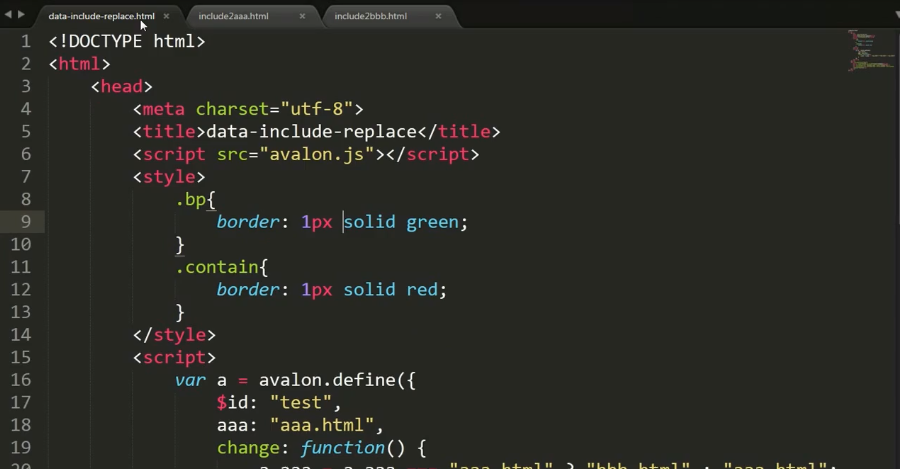 data-include-replace.html × include2aaa.html × include2bbb.html ×
1 <!DOCTYPE html>
2 <html>
3 <head>
4 <meta charset="utf-8">
5 <title>data-include-replace</title>
6 <script src="avalon.js"></script>
7 <style>
8 .bp{
9 border: 1px solid green;
10 }
11 .contain{
12 border: 1px solid red;
13 }
14 </style>
15 <script>
16 var a = avalon.define({
17 $id: "test",
18 aaa: "aaa.html",
19 change: function() {
20